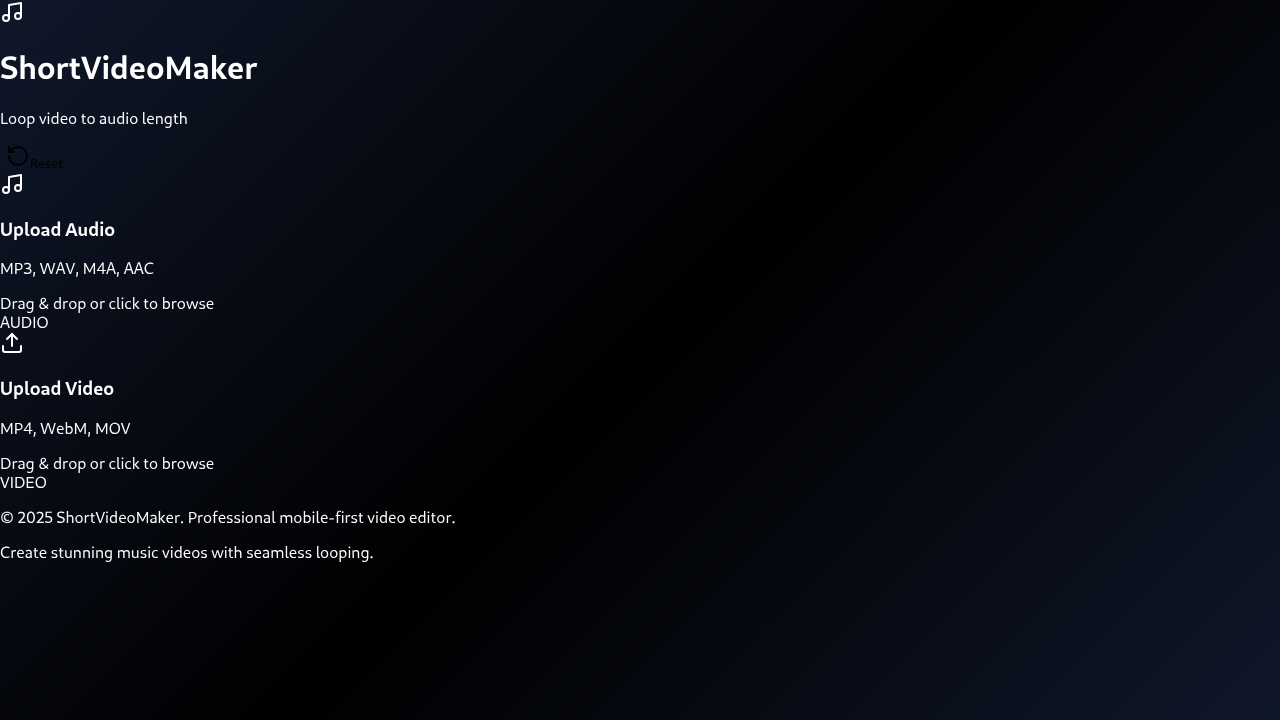 ShortVideoMaker
Loop video to audio length
Reset
Upload Audio
MP3, WAV, M4A, AAC
Drag & drop or click to browse
AUDIO
Upload Video
MP4, WebM, MOV
Drag & drop or click to browse
VIDEO
© 2025 ShortVideoMaker. Professional mobile-first video editor.
Create stunning music videos with seamless looping.